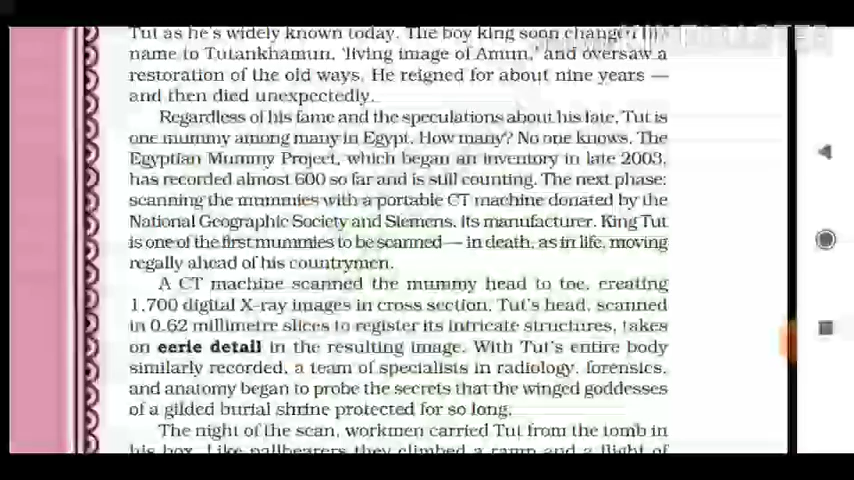 Tut as he's widely known today. The boy king soon changed his
name to Tutankhamun, 'living image of Amun,' and oversaw a
restoration of the old ways. He reigned for about nine years —
and then died unexpectedly.
Regardless of his fame and the speculations about his fate, Tut is
one mummy among many in Egypt. How many? No one knows. The
Egyptian Mummy Project, which began an inventory in late 2003,
has recorded almost 600 so far and is still counting. The next phase:
scanning the mummies with a portable CT machine donated by the
National Geographic Society and Siemens, its manufacturer. King Tut
is one of the first mummies to be scanned — in death, as in life, moving
regally ahead of his countrymen.
A CT machine scanned the mummy head to toe, creating
1,700 digital X-ray images in cross section. Tut's head, scanned
in 0.62 millimetre slices to register its intricate structures, takes
on eerie detail in the resulting image. With Tut's entire body
similarly recorded, a team of specialists in radiology, forensics,
and anatomy began to probe the secrets that the winged goddesses
of a gilded burial shrine protected for so long.
The night of the scan, workmen carried Tut from the tomb in
his box. Like pallbearers they climbed a ramp and a flight of